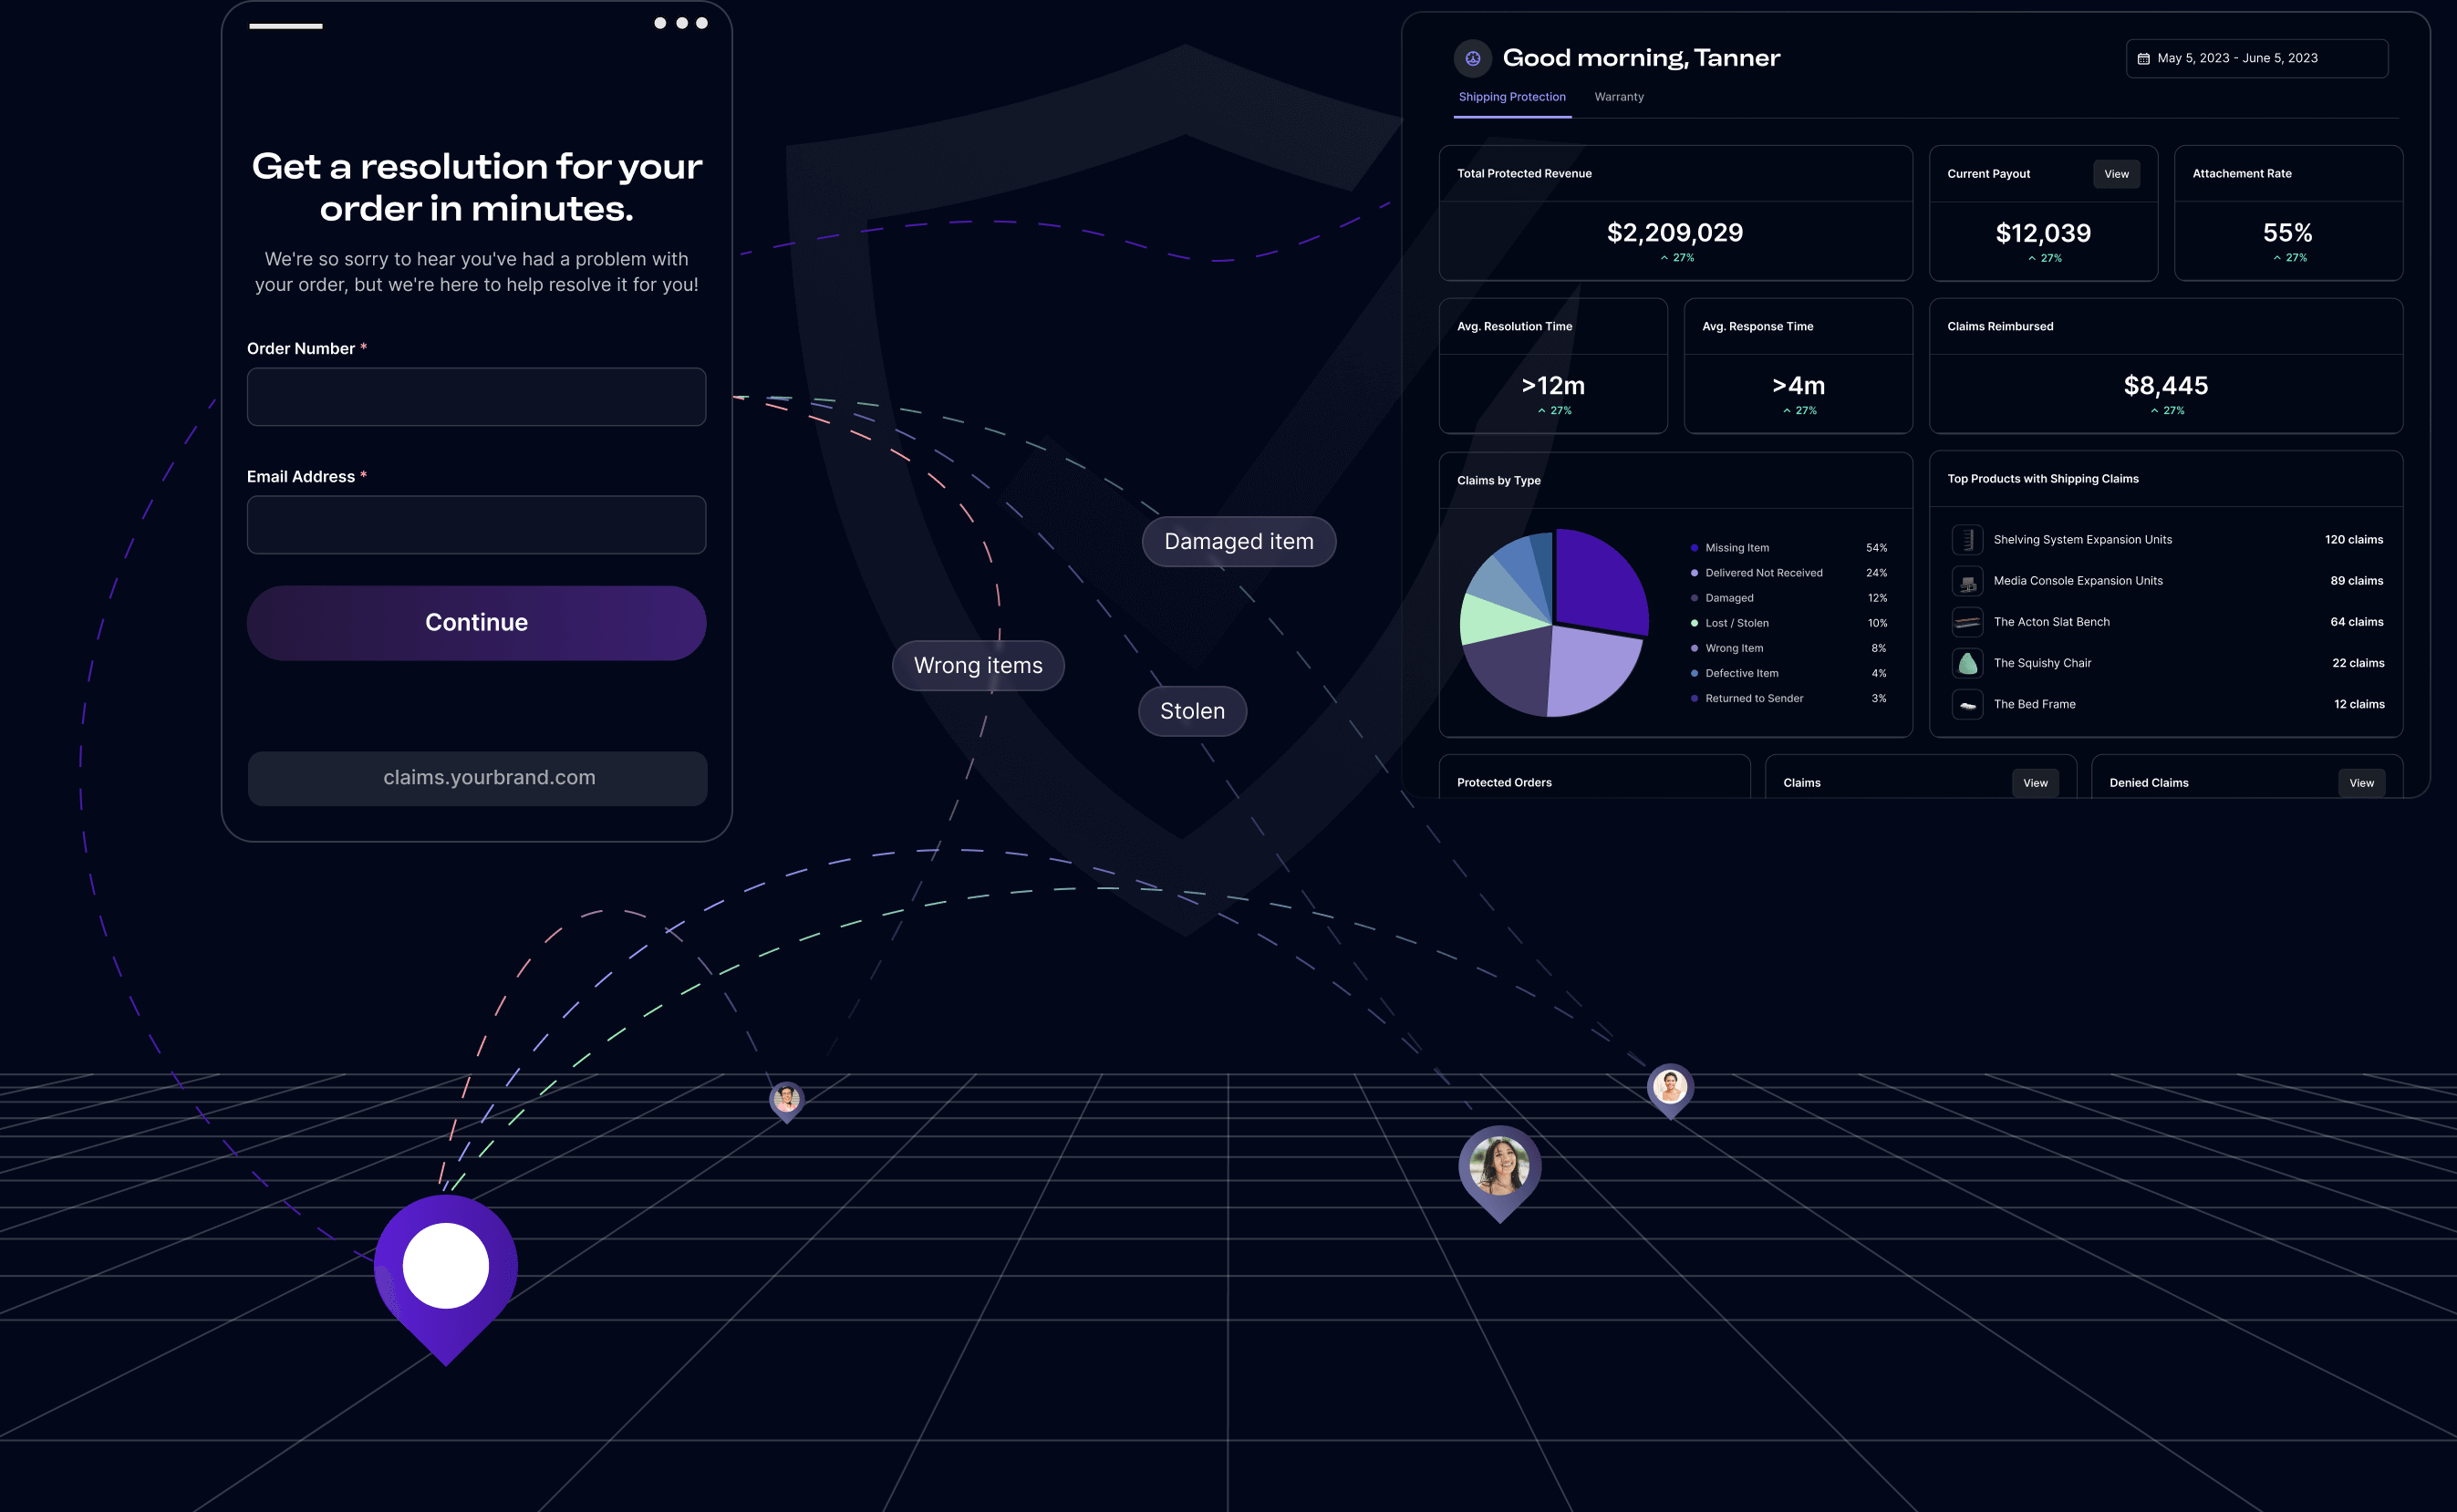 Get a resolution for your
order in minutes.
We're so sorry to hear you've had a problem with
your order, but we're here to help resolve it for you!
Order Number *
Email Address *
Continue
claims.yourbrand.com
Damaged item
Wrong items
Stolen
Good morning, Tanner
May 5, 2023 - June 5, 2023
Shipping Protection
Warranty
Total Protected Revenue
$2,209,029
27%
Current Payout
View
$12,039
27%
Attachement Rate
55%
27%
Avg. Resolution Time
>12m
27%
Avg. Response Time
>4m
27%
Claims Reimbursed
$8,445
27%
Claims by Type
Missing Item 54%
Delivered Not Received 24%
Damaged 12%
Lost / Stolen 10%
Wrong Item 8%
Defective Item 4%
Returned to Sender 3%
Top Products with Shipping Claims
Shelving System Expansion Units 120 claims
Media Console Expansion Units 89 claims
The Acton Slat Bench 64 claims
The Squishy Chair 22 claims
The Bed Frame 12 claims
Protected Orders
Claims
View
Denied Claims
View